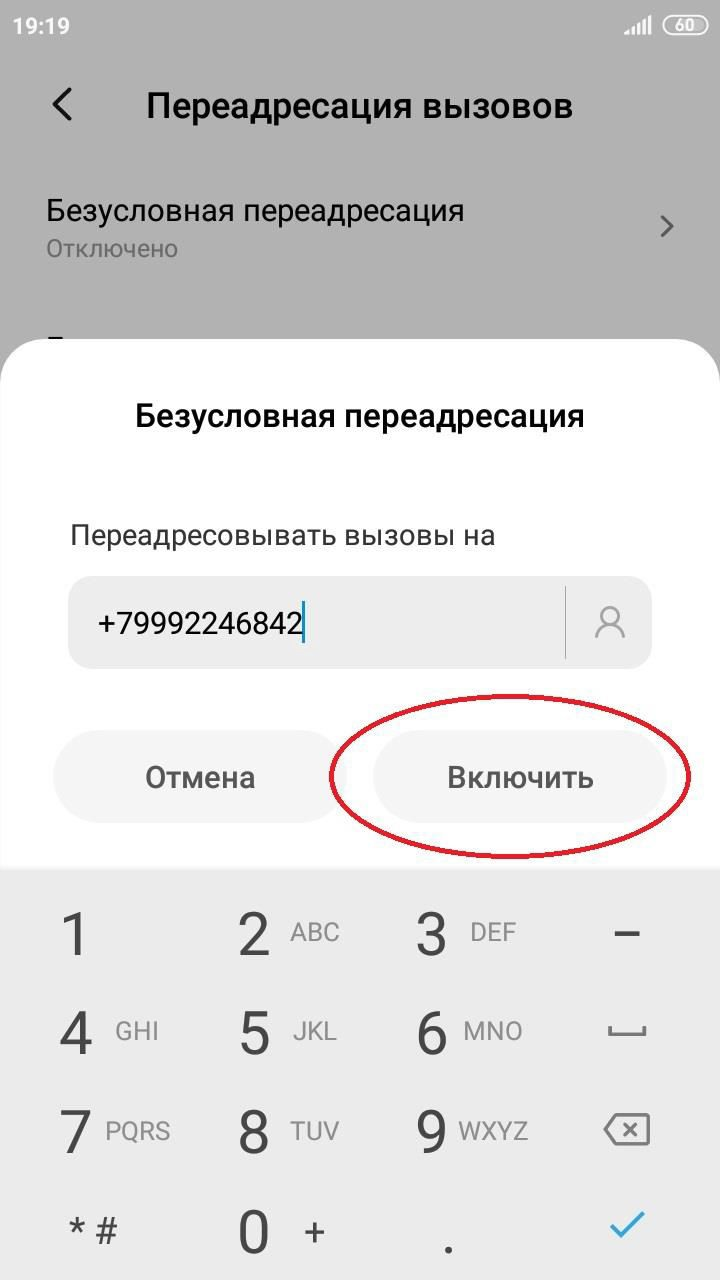 19:19
60
Переадресация вызовов
Безусловная переадресация
Отключено
Безусловная переадресация
Переадресовывать вызовы на
+79992246842
Отмена Включить
1 2 ABC 3 DEF -
4 GHI 5 JKL 6 MNO
7 PQRS 8 TUV 9 WXYZ
* # 0 + .